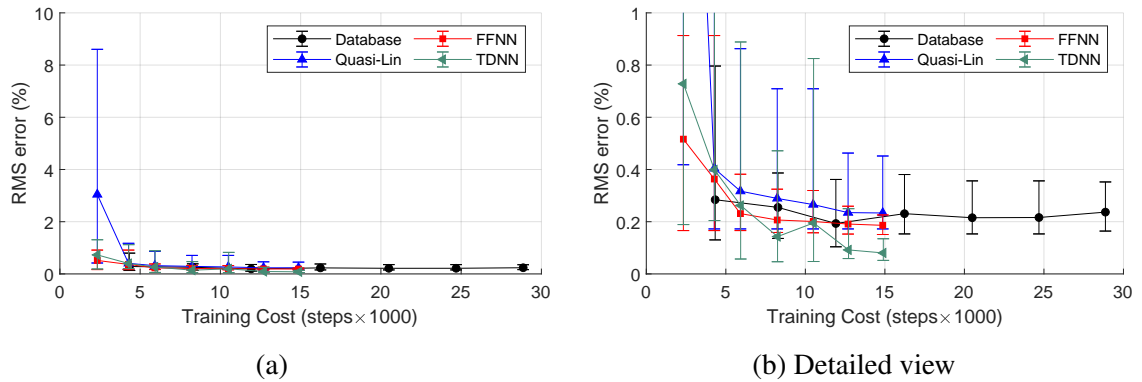 10
8
6
4
2
0
RMS error (%)
Database
FFNN
Quasi-Lin
TDNN
0 5 10 15 20 25 30
Training Cost (steps×1000)
(a)
1
0.8
0.6
0.4
0.2
0
RMS error (%)
Database
FFNN
Quasi-Lin
TDNN
0 5 10 15 20 25 30
Training Cost (steps×1000)
(b) Detailed view